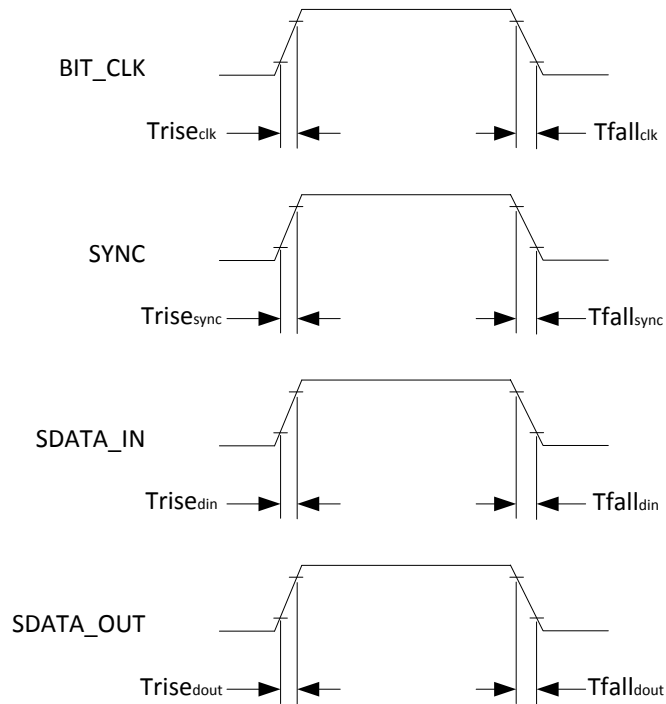 BIT_CLK
Triseclk
Tfallclk
SYNC
Trisesync
Tfallsync
SDATA_IN
Trisedin
Tfalldin
SDATA_OUT
Trisedout
Tfalldout